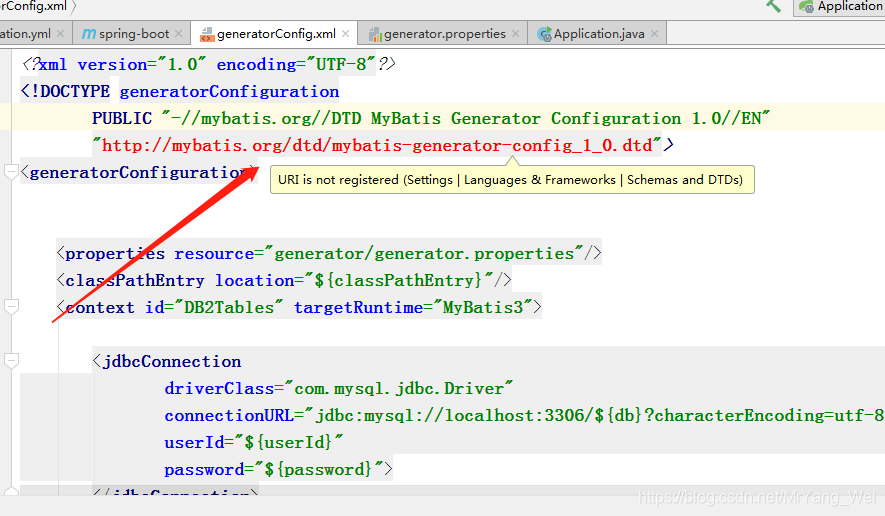 rConfig.xml
Application
ation.yml
spring-boot
generatorConfig.xml
generator.properties
Application.java
<?xml version="1.0" encoding="UTF-8"?>
<!DOCTYPE generatorConfiguration
PUBLIC "-//mybatis.org//DTD MyBatis Generator Configuration 1.0//EN"
"http://mybatis.org/dtd/mybatis-generator-config_1_0.dtd">
<generatorConfiguration>
URI is not registered (Settings | Languages & Frameworks | Schemas and DTDs)
<properties resource="generator/generator.properties"/>
<classPathEntry location="${classPathEntry}"/>
<context id="DB2Tables" targetRuntime="MyBatis3">
<jdbcConnection
driverClass="com.mysql.jdbc.Driver"
connectionURL="jdbc:mysql://localhost:3306/${db}?characterEncoding=utf-8
userId="${userId}"
password="${password}">
</jdbcConnection>
https://blog.csdn.net/MrYang_Wei